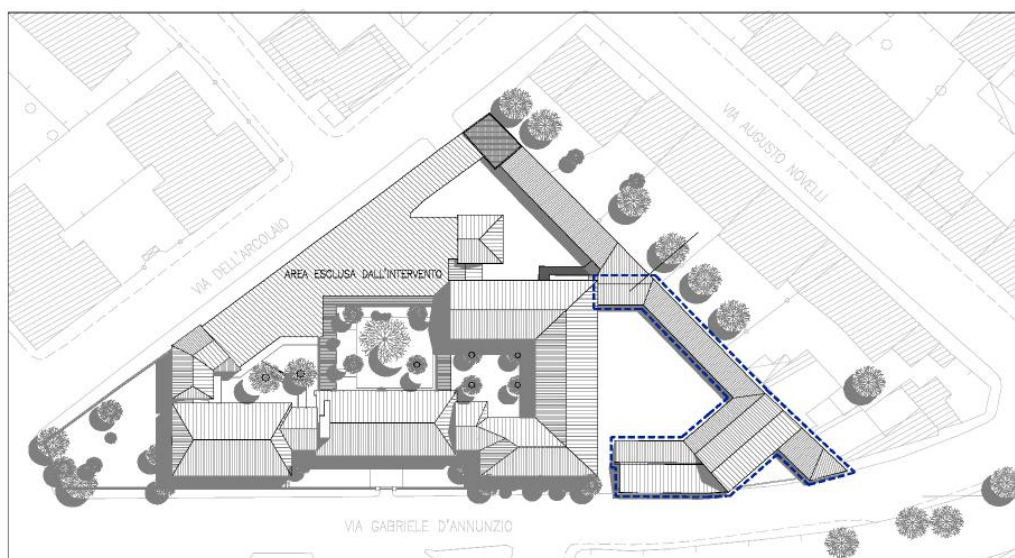 VIA AUGUSTO NOVELLI
VIA DELL'ARCOLAIO
AREA ESCLUSA DALL'INTERVENTO
VIA GABRIELE D'ANNUNZIO